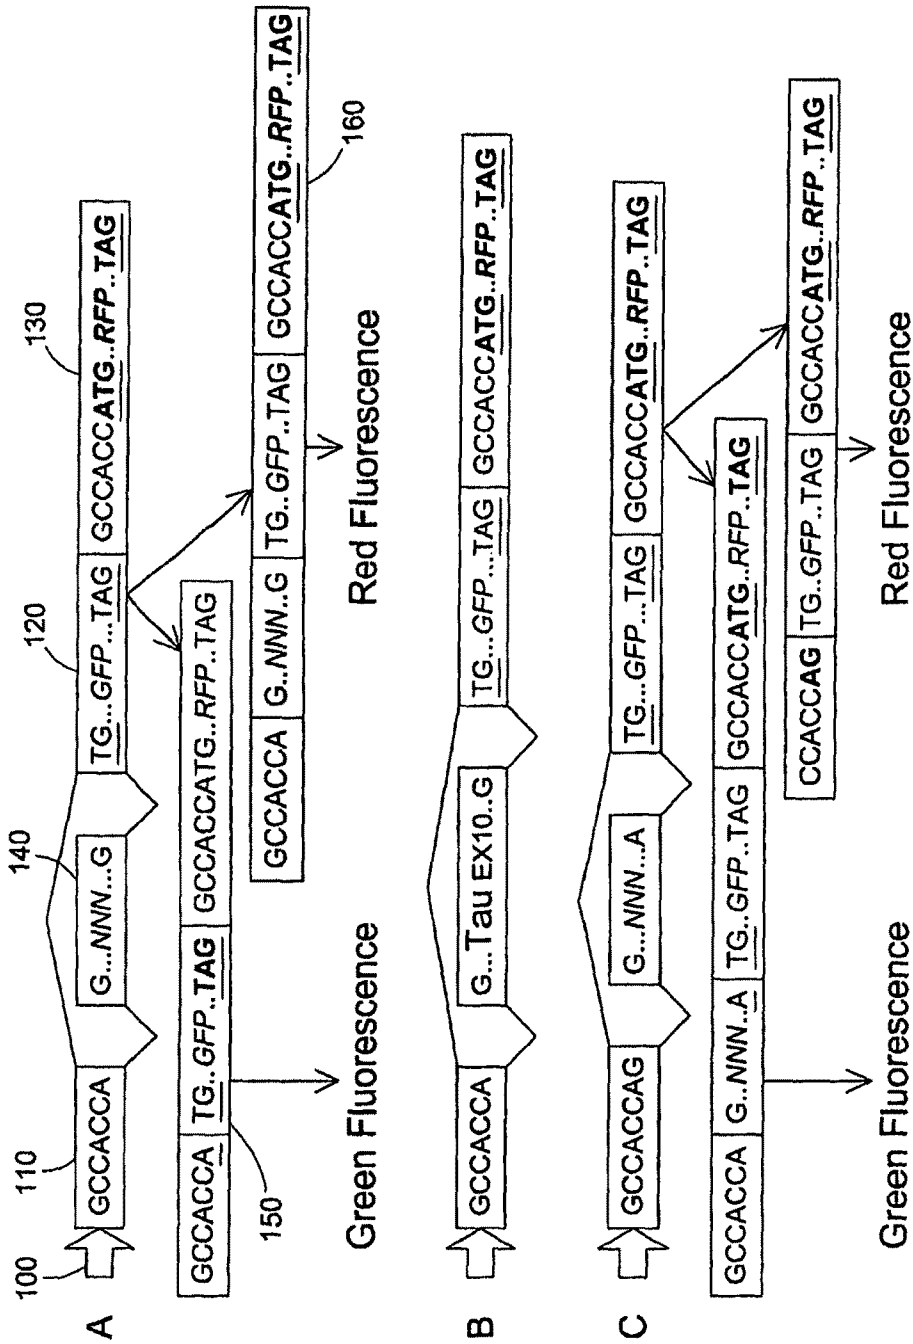 100 110 140 120 130
A GCCACCA G...NNN...G TG...GFP...TAG GCCACCATG..RFP..TAG
GCCACCA TG..GFP..TAG GCCACCATG..RFP..TAG
150
GCCACCA G..NNN..G TG..GFP..TAG GCCACCATG..RFP..TAG
160
Green Fluorescence Red Fluorescence
B GCCACCA G...Tau EX10..G TG...GFP...TAG GCCACCATG..RFP..TAG
C GCCACCAG G...NNN...A TG...GFP...TAG GCCACCATG..RFP..TAG
GCCACCA G..NNN..A TG..GFP..TAG GCCACCATG..RFP..TAG
CCACCAG TG..GFP..TAG GCCACCATG..RFP..TAG
Green Fluorescence Red Fluorescence